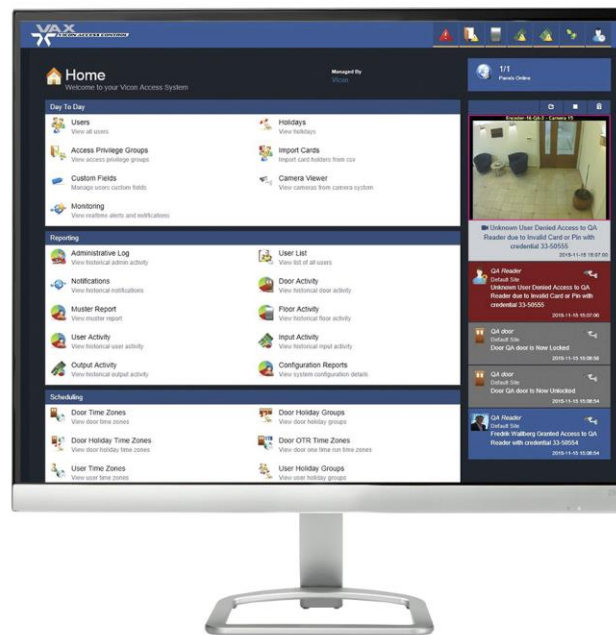 VAX
VICON ACCESS CONTROL
Home
Welcome to your Vicon Access System
Managed By
Vicon
1/1
Panels Online
Day To Day
Users
View all users
Holidays
View holidays
Access Privilege Groups
View access privilege groups
Import Cards
Import card holders from csv
Custom Fields
Manage users custom fields
Camera Viewer
View cameras from camera system
Monitoring
View realtime alerts and notifications
Reporting
Administrative Log
View historical admin activity
User List
View list of all users
Notifications
View historical notifications
Door Activity
View historical door activity
Muster Report
View muster report
Floor Activity
View historical floor activity
User Activity
View historical user activity
Input Activity
View historical input activity
Output Activity
View historical output activity
Configuration Reports
View system configuration details
Scheduling
Door Time Zones
View door time zones
Door Holiday Groups
View door holiday groups
Door Holiday Time Zones
View door holiday time zones
Door OTR Time Zones
View door one time run time zones
User Time Zones
View user time zones
User Holiday Groups
View user holiday groups
Unknown User Denied Access to QA
Reader due to Invalid Card or Pin with
credential 33-50555
QA Reader
Default Site
Unknown User Denied Access to QA
Reader due to Invalid Card or Pin with
credential 33-50555
QA door
Default Site
Door QA door is Now Locked
QA door
Default Site
Door QA door is Now Unlocked
QA Reader
Default Site
Fredrik Wallberg Granted Access to QA
Reader with credential 33-50554
2015-11-15 15:06:54